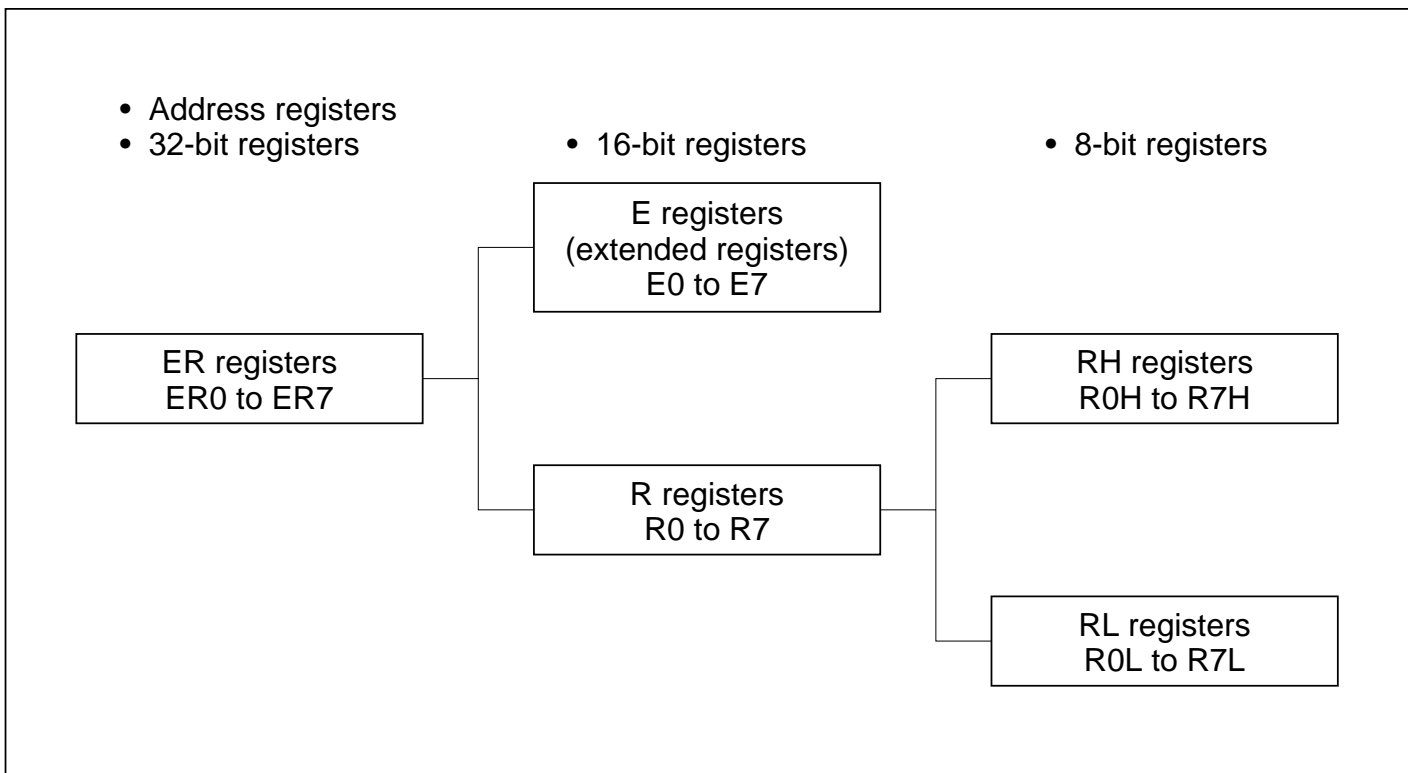 • Address registers
• 32-bit registers
• 16-bit registers
• 8-bit registers
E registers
(extended registers)
E0 to E7
ER registers
ER0 to ER7
RH registers
R0H to R7H
R registers
R0 to R7
RL registers
R0L to R7L